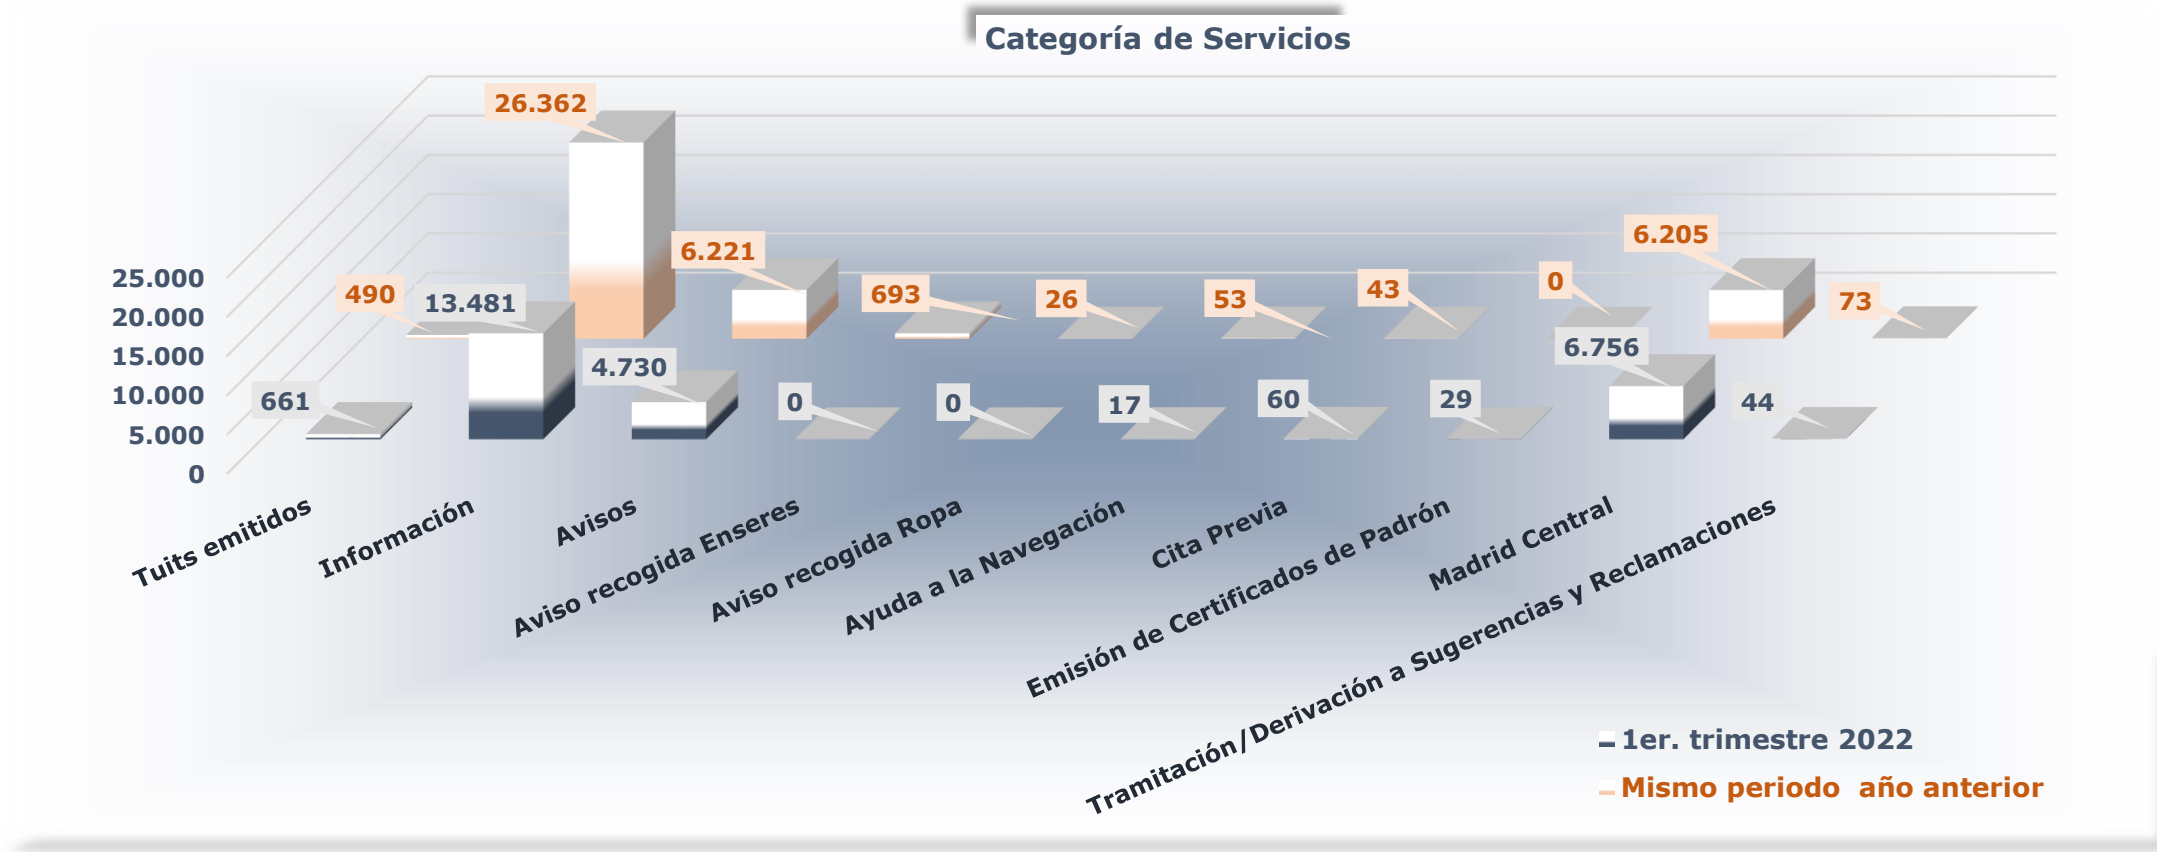 Categoría de Servicios
26.362
6.221
693
26
53
43
0
6.205
73
490
13.481
4.730
661
0
0
17
60
29
6.756
44
25.000
20.000
15.000
10.000
5.000
0
Tuits emitidos
Información
Avisos
Aviso recogida Enseres
Aviso recogida Ropa
Ayuda a la Navegación
Cita Previa
Emisión de Certificados de Padrón
Madrid Central
Tramitación/Derivación a Sugerencias y Reclamaciones
1er. trimestre 2022
Mismo periodo  año anterior